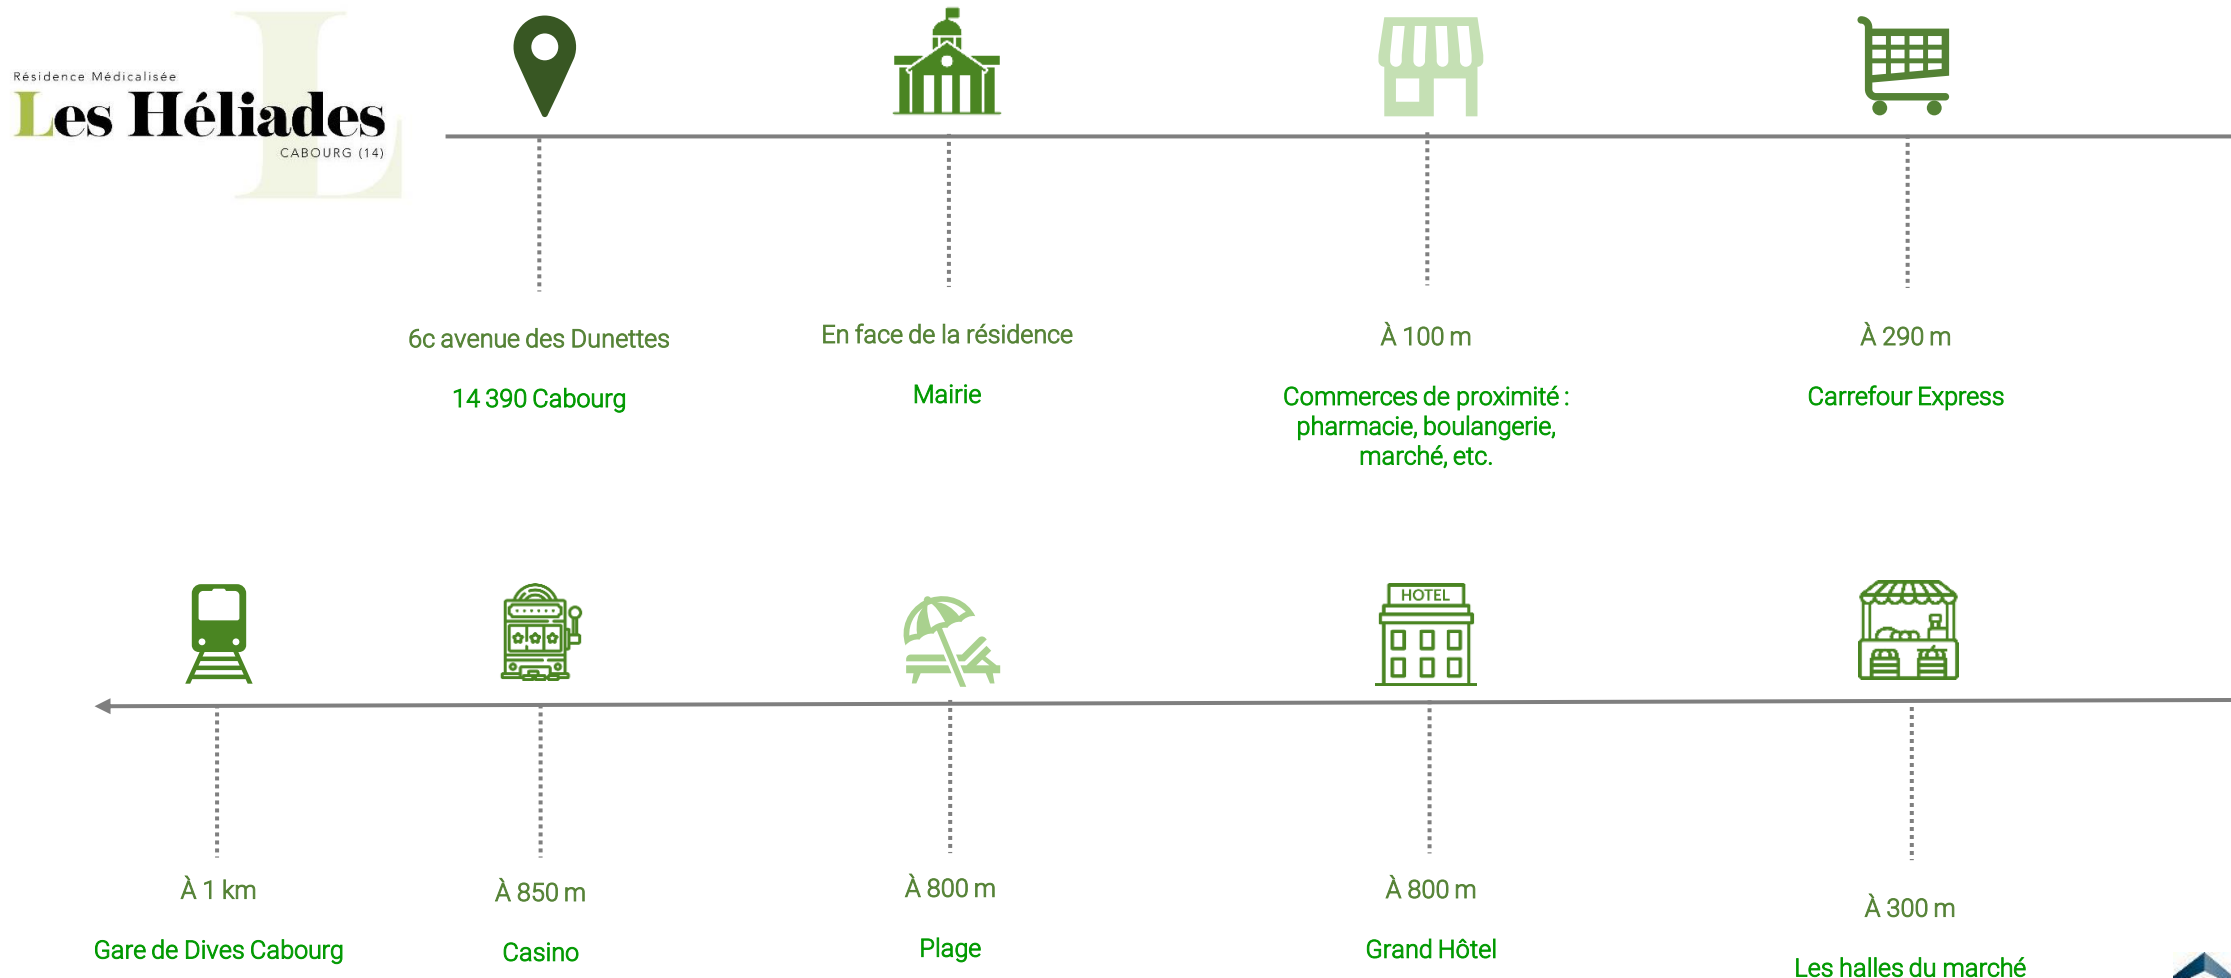 Résidence Médicalisée
Les Héliades
CABOURG (14)
6c avenue des Dunettes
14 390 Cabourg
En face de la résidence
Mairie
À 100 m
Commerces de proximité :
pharmacie, boulangerie,
marché, etc.
À 290 m
Carrefour Express
HOTEL
À 1 km
Gare de Dives Cabourg
À 850 m
Casino
À 800 m
Plage
À 800 m
Grand Hôtel
À 300 m
Les halles du marché